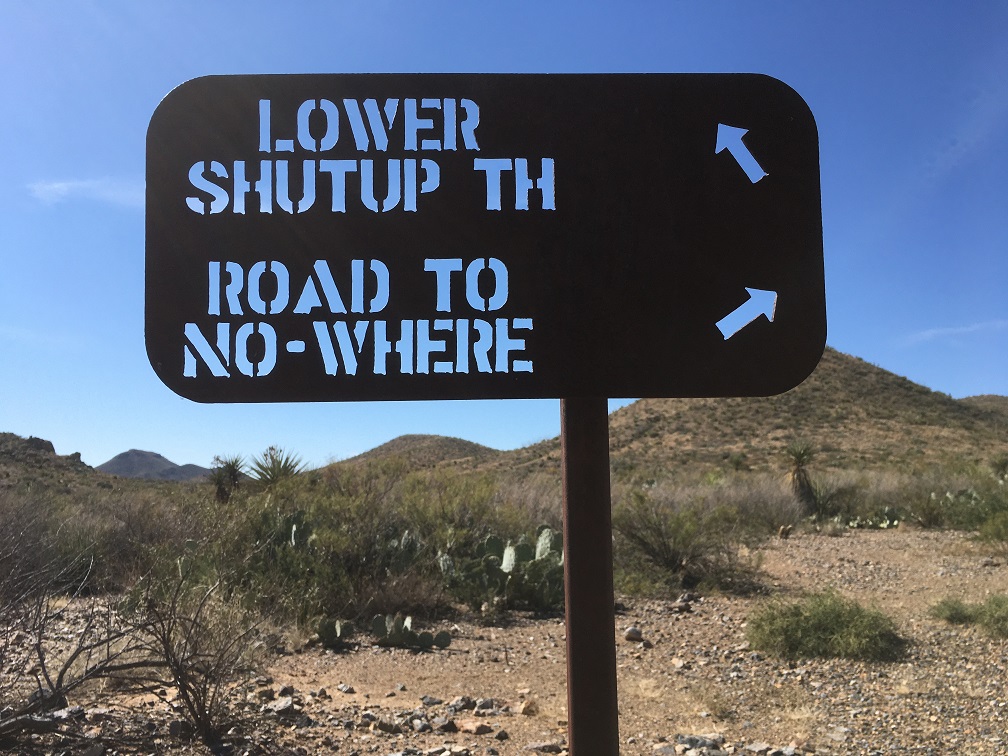 LOWER
SHUTUP TH
ROAD TO
NO-WHERE